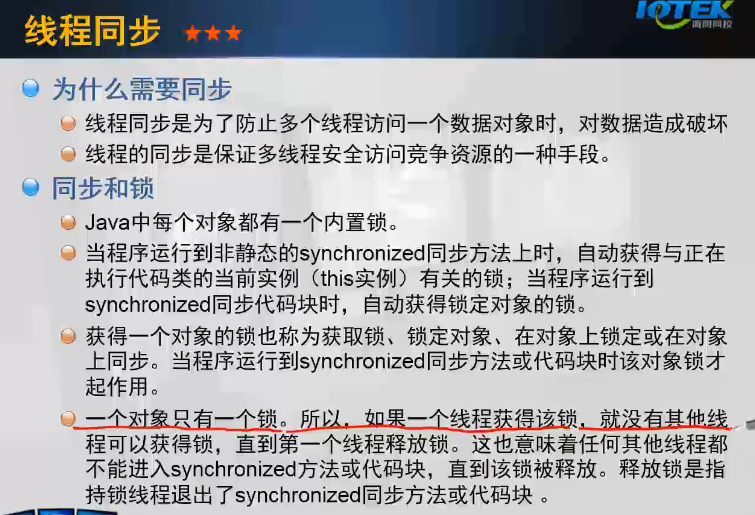 线程同步 ★★★
IOTEK
海同网校
为什么需要同步
线程同步是为了防止多个线程访问一个数据对象时，对数据造成破坏
线程的同步是保证多线程安全访问竞争资源的一种手段。
同步和锁
Java中每个对象都有一个内置锁。
当程序运行到非静态的synchronized同步方法上时，自动获得与正在
执行代码类的当前实例（this实例）有关的锁；当程序运行到
synchronized同步代码块时，自动获得锁定对象的锁。
获得一个对象的锁也称为获取锁、锁定对象、在对象上锁定或在对象
上同步。当程序运行到synchronized同步方法或代码块时该对象锁才
起作用。
一个对象只有一个锁。所以，如果一个线程获得该锁，就没有其他线
程可以获得锁，直到第一个线程释放锁。这也意味着任何其他线程都
不能进入synchronized方法或代码块，直到该锁被释放。释放锁是指
持锁线程退出了synchronized同步方法或代码块 。